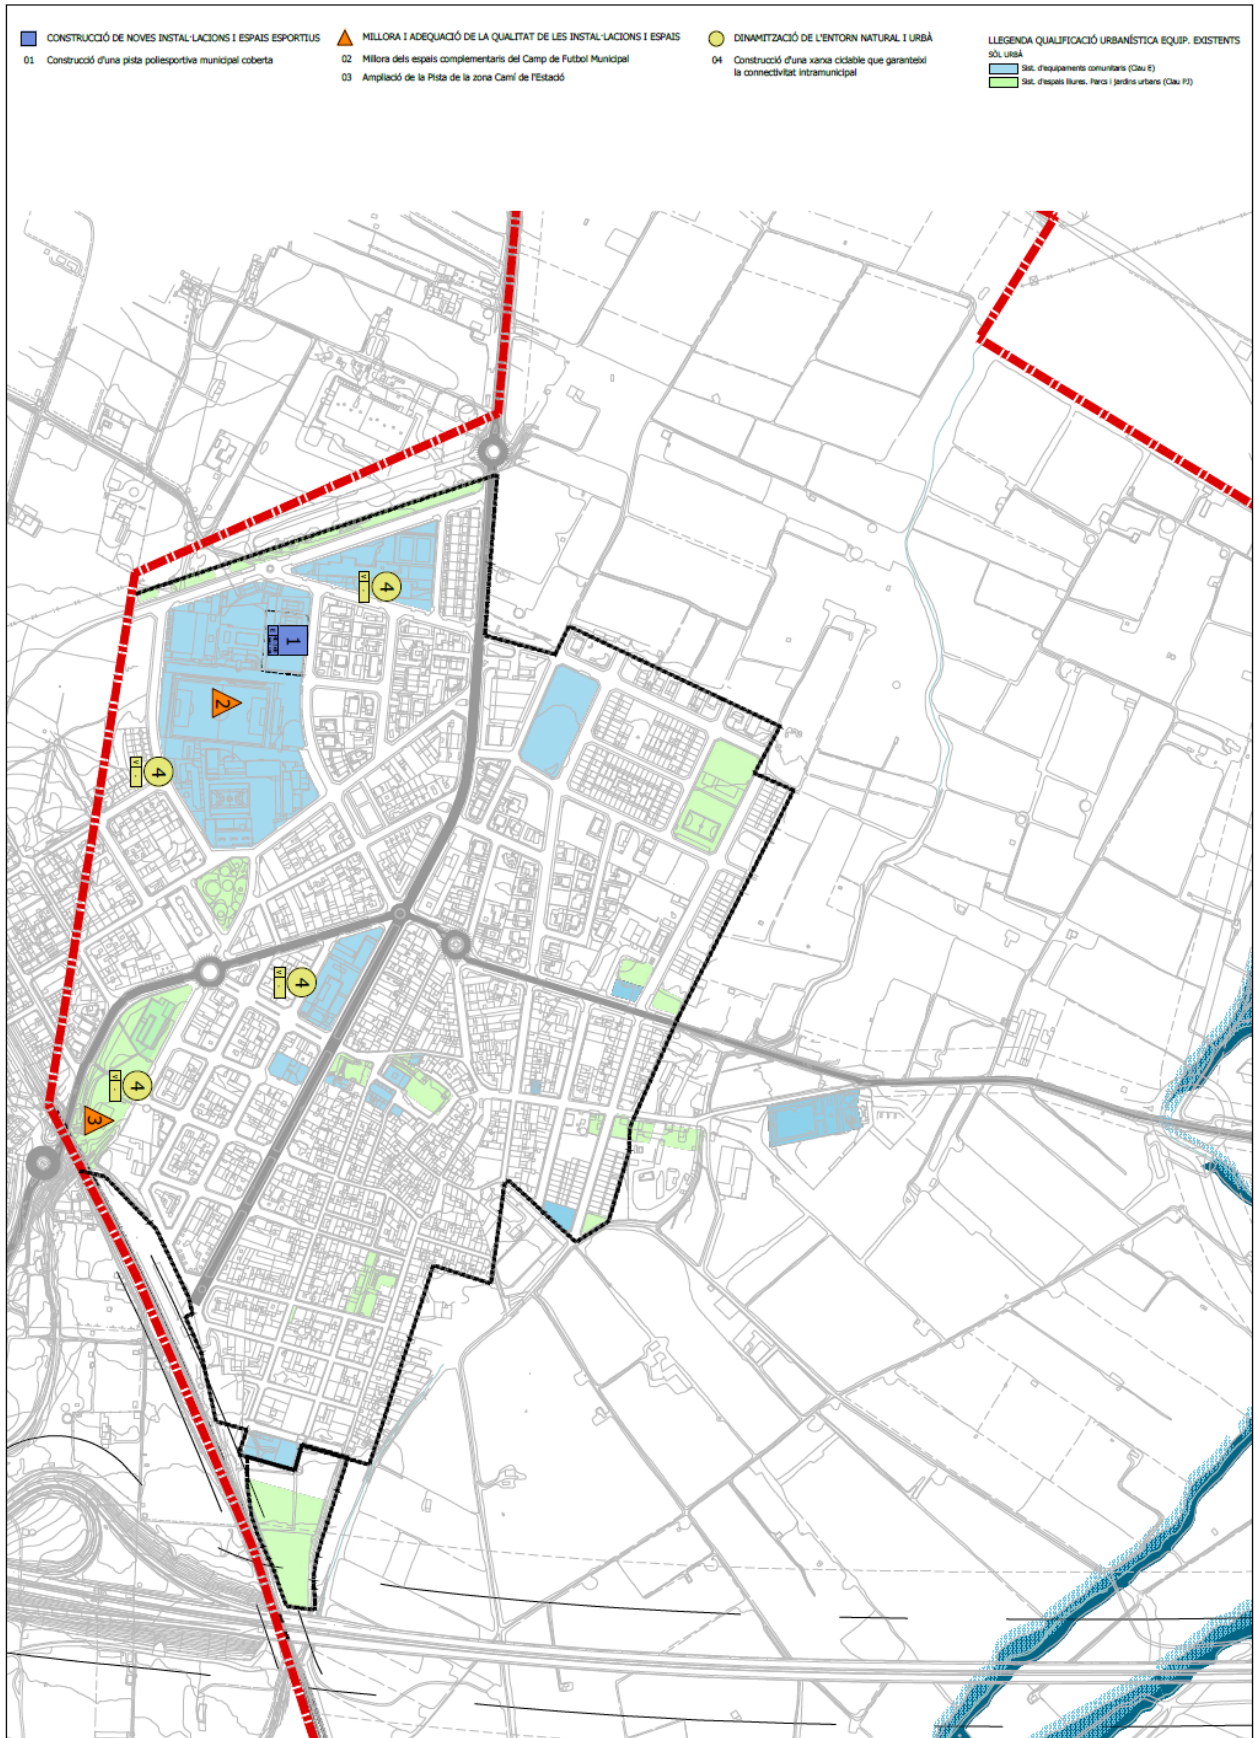 CONSTRUCCIÓ DE NOVES INSTAL·LACIONS I ESPAIS ESPORTIUS
01 Construcció d'una pista poliesportiva municipal coberta
MILLORA I ADEQUACIÓ DE LA QUALITAT DE LES INSTAL·LACIONS I ESPAIS
02 Millora dels espais complementaris del Camp de Futbol Municipal
03 Ampliació de la Pista de la zona Camí de l'Estació
DINAMITZACIÓ DE L'ENTORN NATURAL I URBÀ
04 Construcció d'una xarxa ciclable que garanteixi
la connectivitat intramunicipal
LLEGENDA QUALIFICACIÓ URBANÍSTICA EQUIP. EXISTENTS
SÒL URBÀ
Sist. d'equipaments comunitaris (Clau E)
Sist. d'espais lliures. Parcs i jardins urbans (Clau PJ)
4
V -
1
2
4
V -
4
V -
4
V -
3